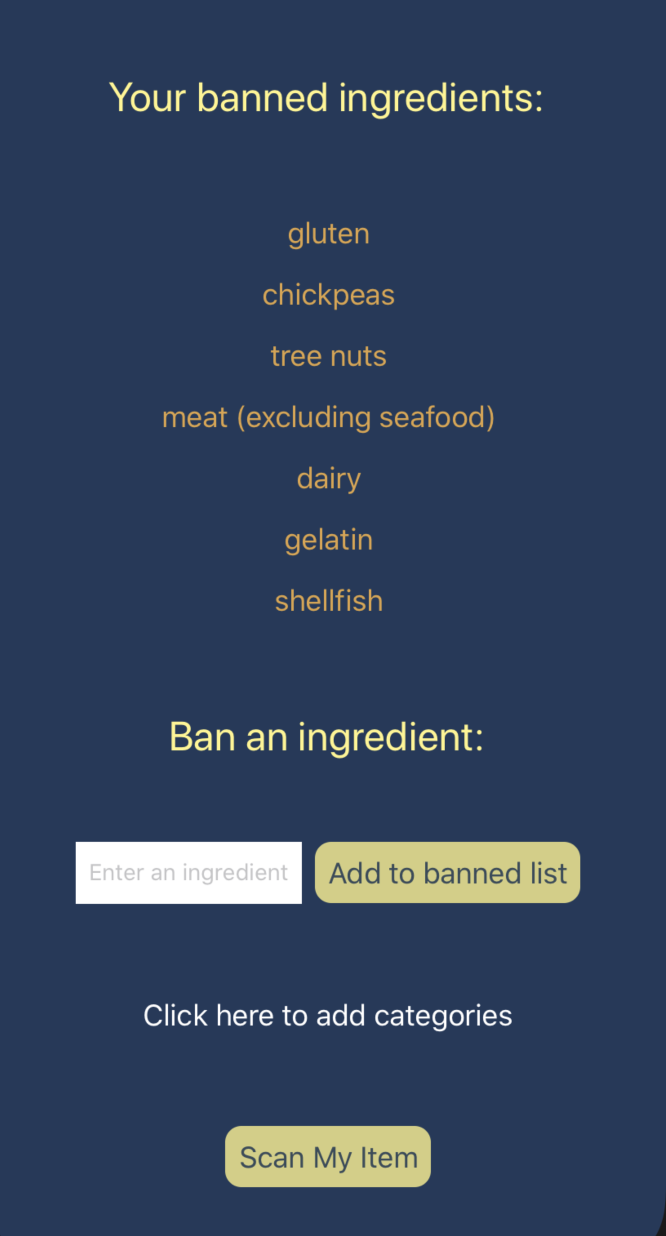 Your banned ingredients:
gluten
chickpeas
tree nuts
meat (excluding seafood)
dairy
gelatin
shellfish
Ban an ingredient:
Enter an ingredient Add to banned list
Click here to add categories
Scan My Item